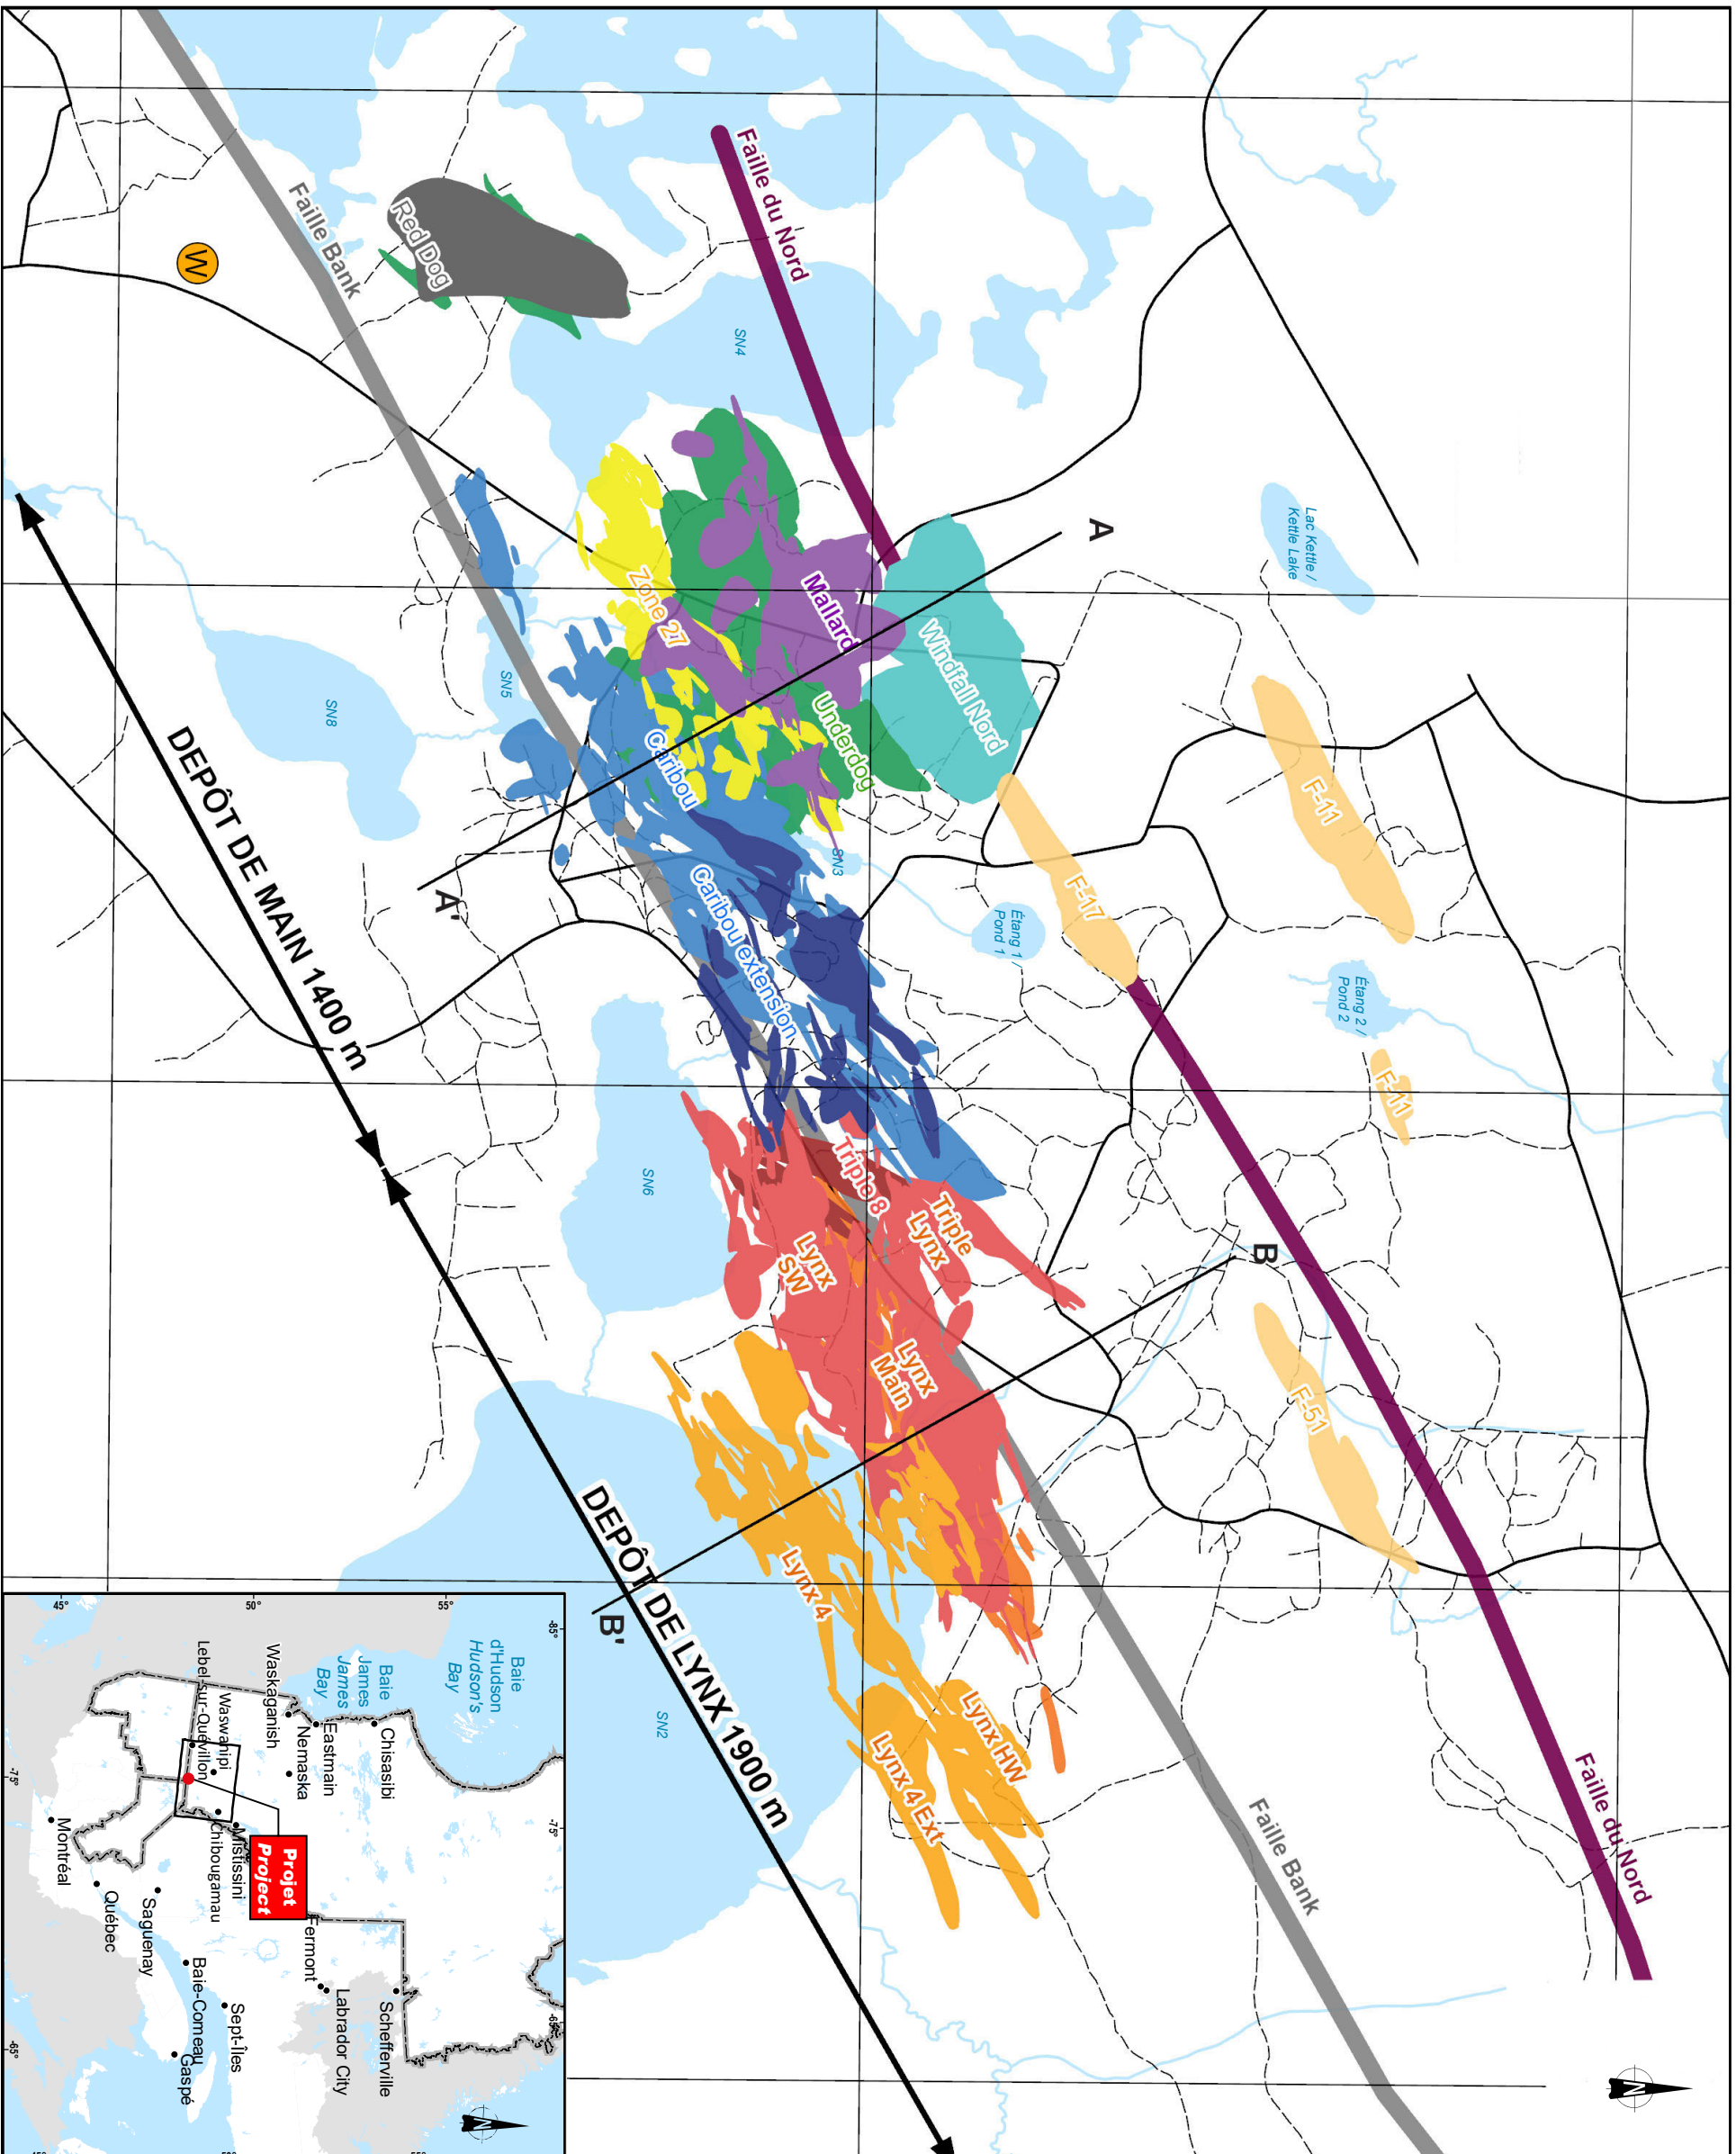 Faille du Nord
Faille Bank
Red Dog
W
SN4
A
Lac Kettle /
Kettle Lake
Zone 27
Mallard
Windfall Nord
Underdog
Caribou
SN5
SN8
F-11
F-17
SN3
A'
Caribou extension
Étang 1 /
Pond 1
Étang 2 /
Pond 2
F-11
DEPÔT DE MAIN 1400 m
SN6
Triple 8
Triple
Lynx
Lynx
SW
B
Lynx
Main
F-51
Lynx 4
B'
DEPÔT DE LYNX 1900 m
SN2
Lynx HW
Lynx 4 Ext
Faille Bank
Faille du Nord
N
45°
50°
55°
-85°
-75°
-65°
-75°
-65°
45°
50°
55°
Baie
d'Hudson
Hudson's
Bay
Baie
James
James
Bay
Chisasibi
Eastmain
Nemaska
Waskaganish
Waswanipi
Lebel-sur-Quévillon
Mistissini
Chibougamau
Projet
Project
Fermont
Labrador City
Schefferville
Montréal
Québec
Saguenay
Baie-Comeau
Sept-Îles
Gaspé
N